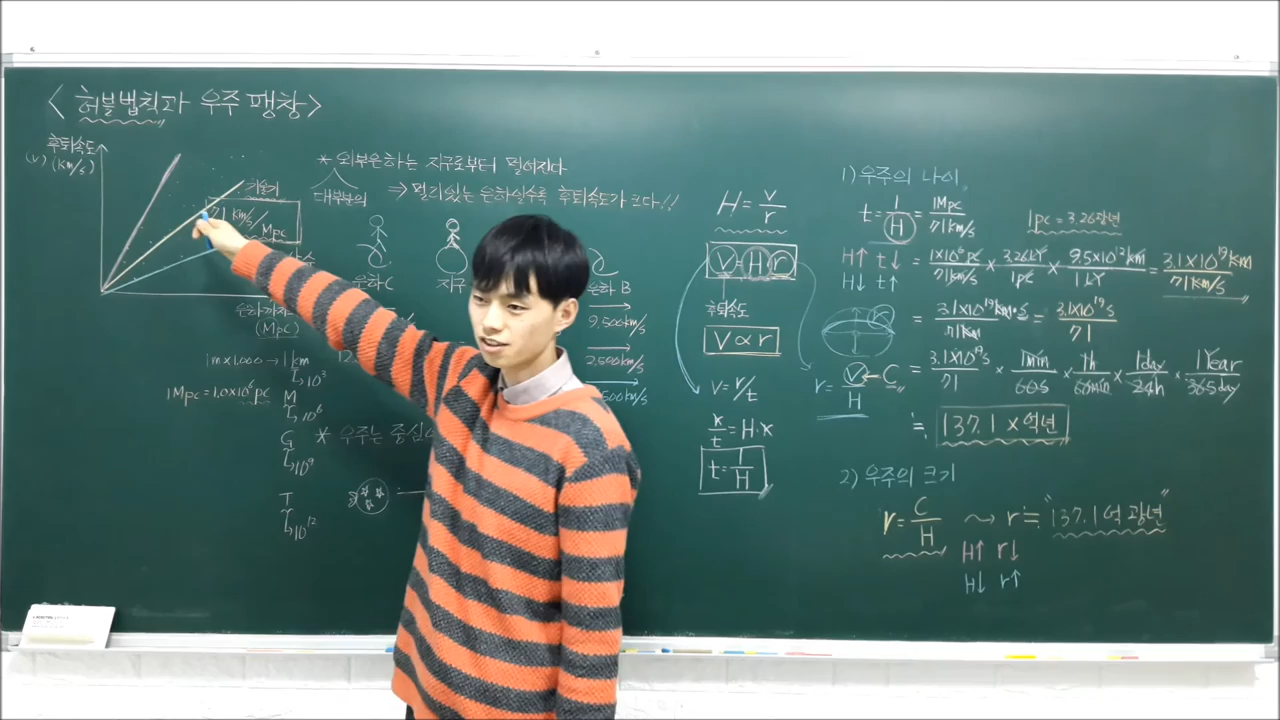 < 허블법칙과 우주 팽창 >
후퇴속도
(v) (km/s)
기울기
71 km/s/Mpc
은하까지
(Mpc)
1m×1,000 → 1km
↳10³
1Mpc = 1.0×10⁶pc
M
↳10⁶
G
↳10⁹
T
↳10¹²
* 외부은하는 지구로부터 멀어진다
대부분의
⇒ 멀리있는 은하일수록 후퇴속도가 크다!!
은하C
지구
은하 B
9,500km/s
2,500km/s
500km/s
* 우주는 중심이
H = v/r
v = H r
후퇴속도
v ∝ r
v = r/t
r/t = H·r
t = 1/H
r = v/H ← C
1) 우주의 나이
t = 1/H = 1Mpc/71km/s
1pc = 3.26광년
H↑ t↓
H↓ t↑
= 1×10⁶pc/71km/s × 3.26LY/1pc × 9.5×10¹²km/1LY = 3.1×10¹⁹km/71km/s
= 3.1×10¹⁹km·s/71km = 3.1×10¹⁹s/71
= 3.1×10¹⁹s/71 × 1min/60s × 1h/60min × 1day/24h × 1Year/365day
≒ 137.1 × 억년
2) 우주의 크기
r = C/H ~> r ≒ "137.1억 광년"
H↑ r↓
H↓ r↑